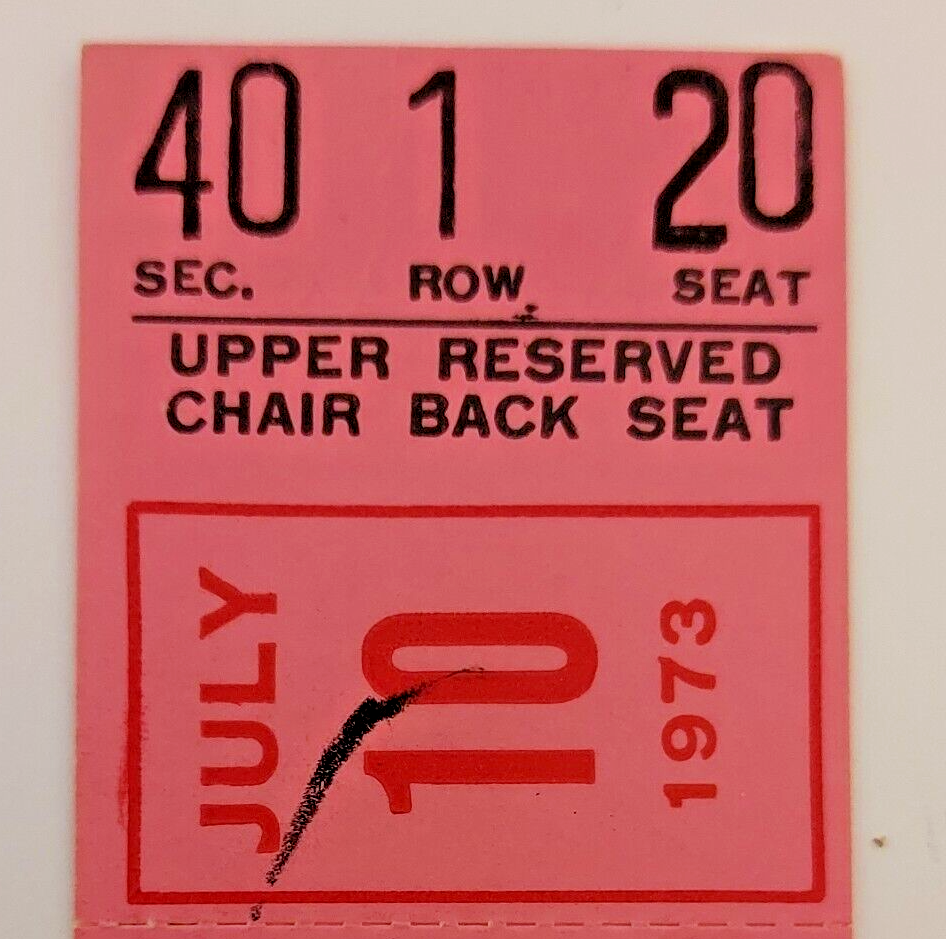 40 1 20
SEC. ROW SEAT
UPPER RESERVED
CHAIR BACK SEAT
JULY
10
1973